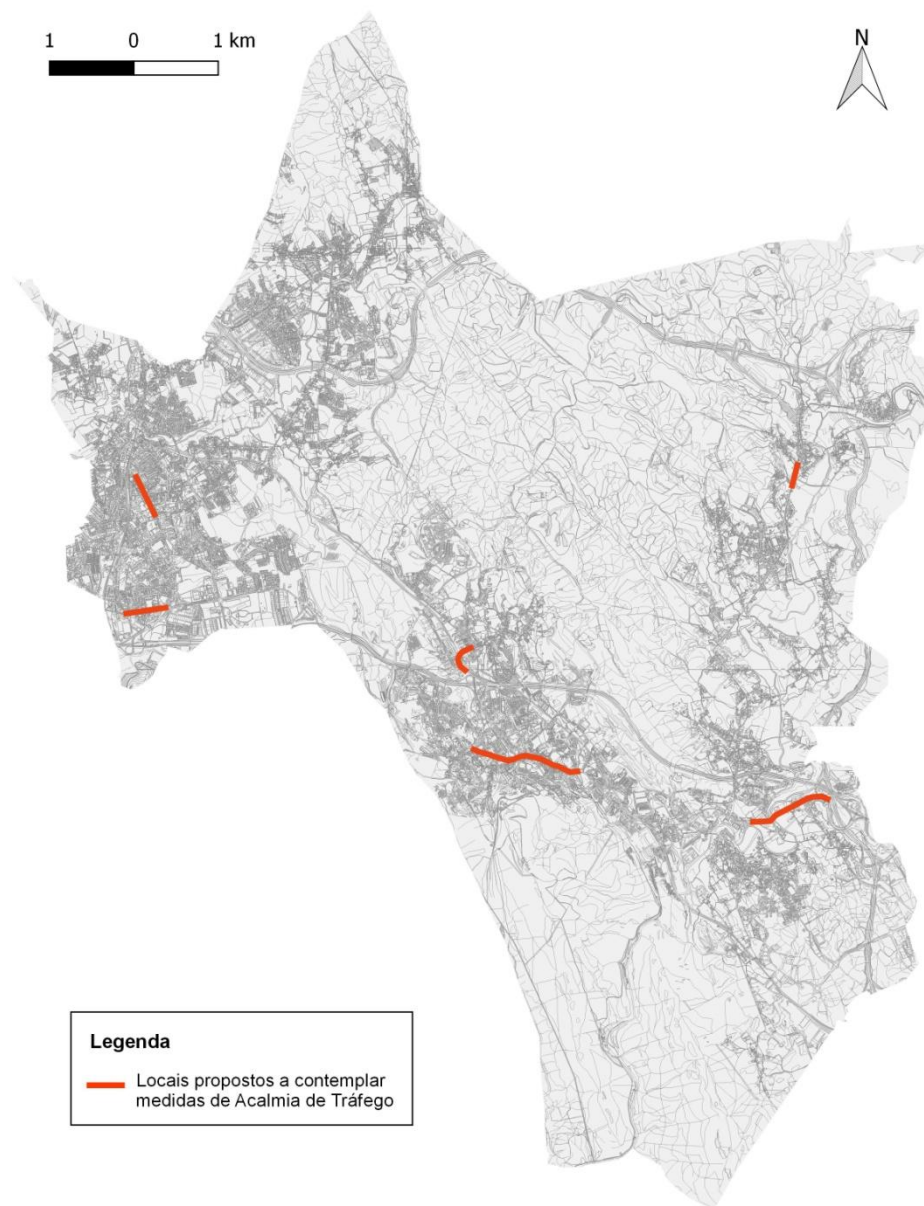 1 0 1 km
N
Legenda
Locais propostos a contemplar
medidas de Acalmia de Tráfego